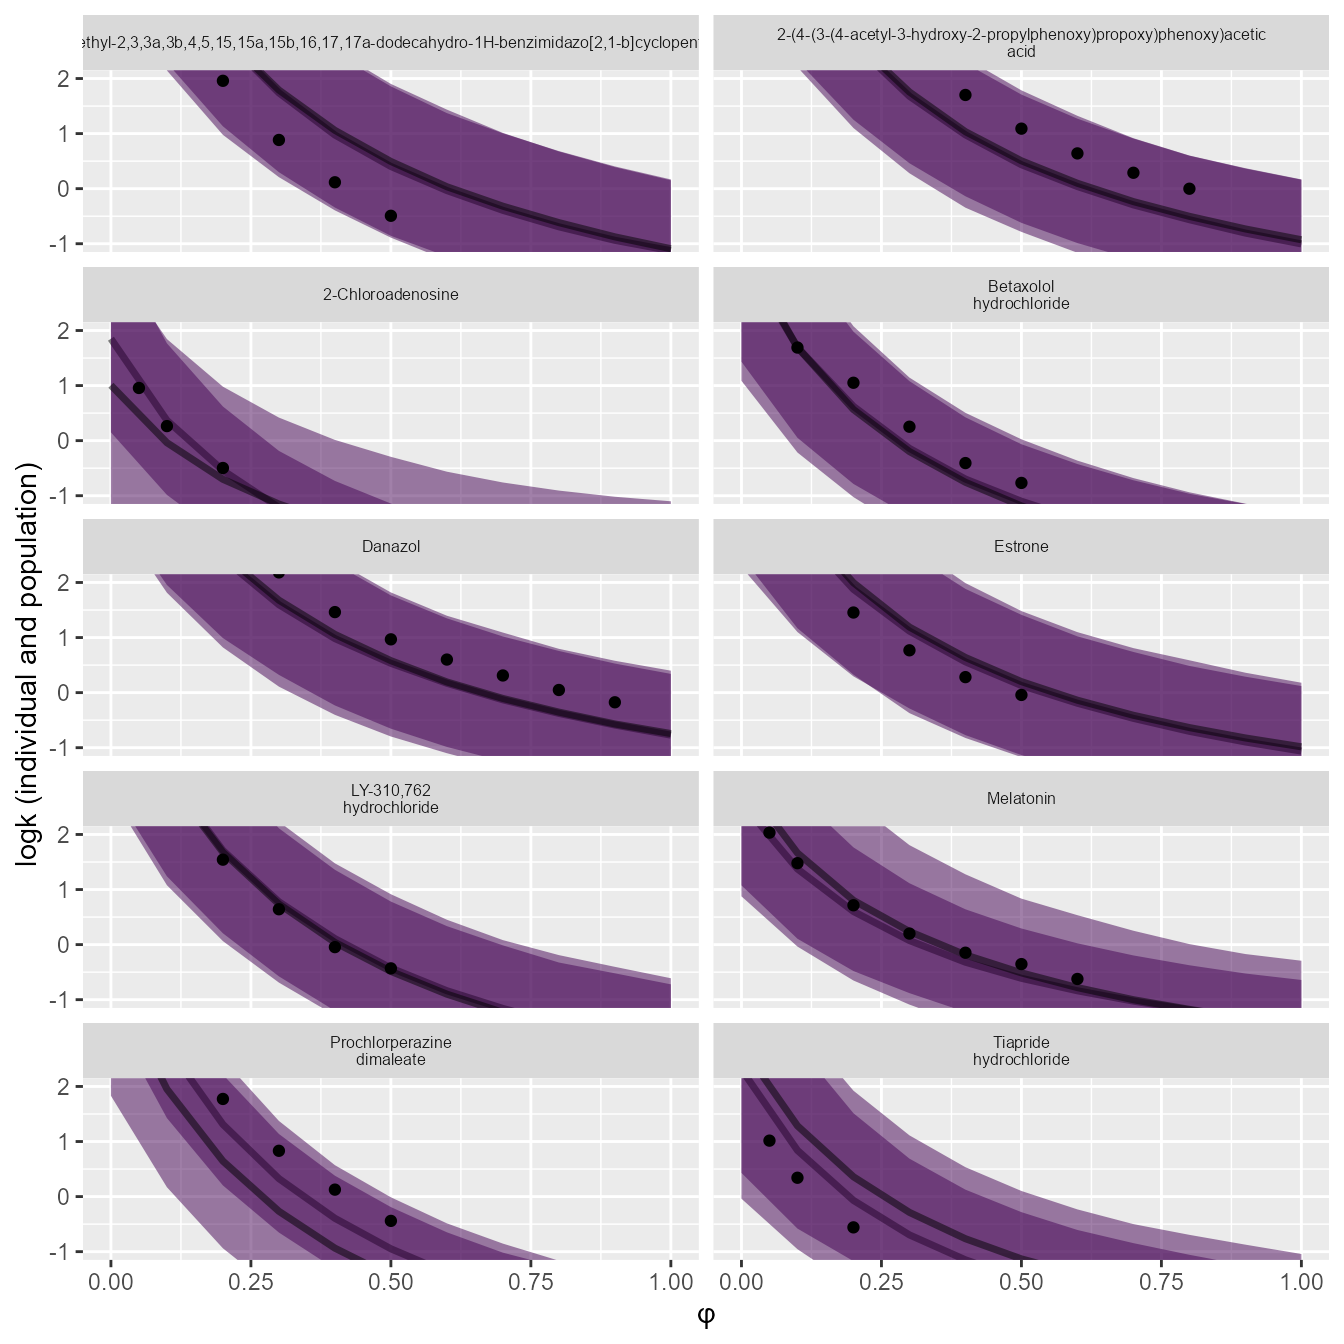 ethyl-2,3,3a,3b,4,5,15,15a,15b,16,17,17a-dodecahydro-1H-benzimidazo[2,1-b]cyclopent
2-(4-(3-(4-acetyl-3-hydroxy-2-propylphenoxy)propoxy)phenoxy)acetic
acid
2
1
0
-1
2-Chloroadenosine
Betaxolol
hydrochloride
2
1
0
-1
Danazol
Estrone
2
1
0
-1
LY-310,762
hydrochloride
Melatonin
2
1
0
-1
Prochlorperazine
dimaleate
Tiapride
hydrochloride
2
1
0
-1
0.00 0.25 0.50 0.75 1.00
0.00 0.25 0.50 0.75 1.00
φ
logk (individual and population)